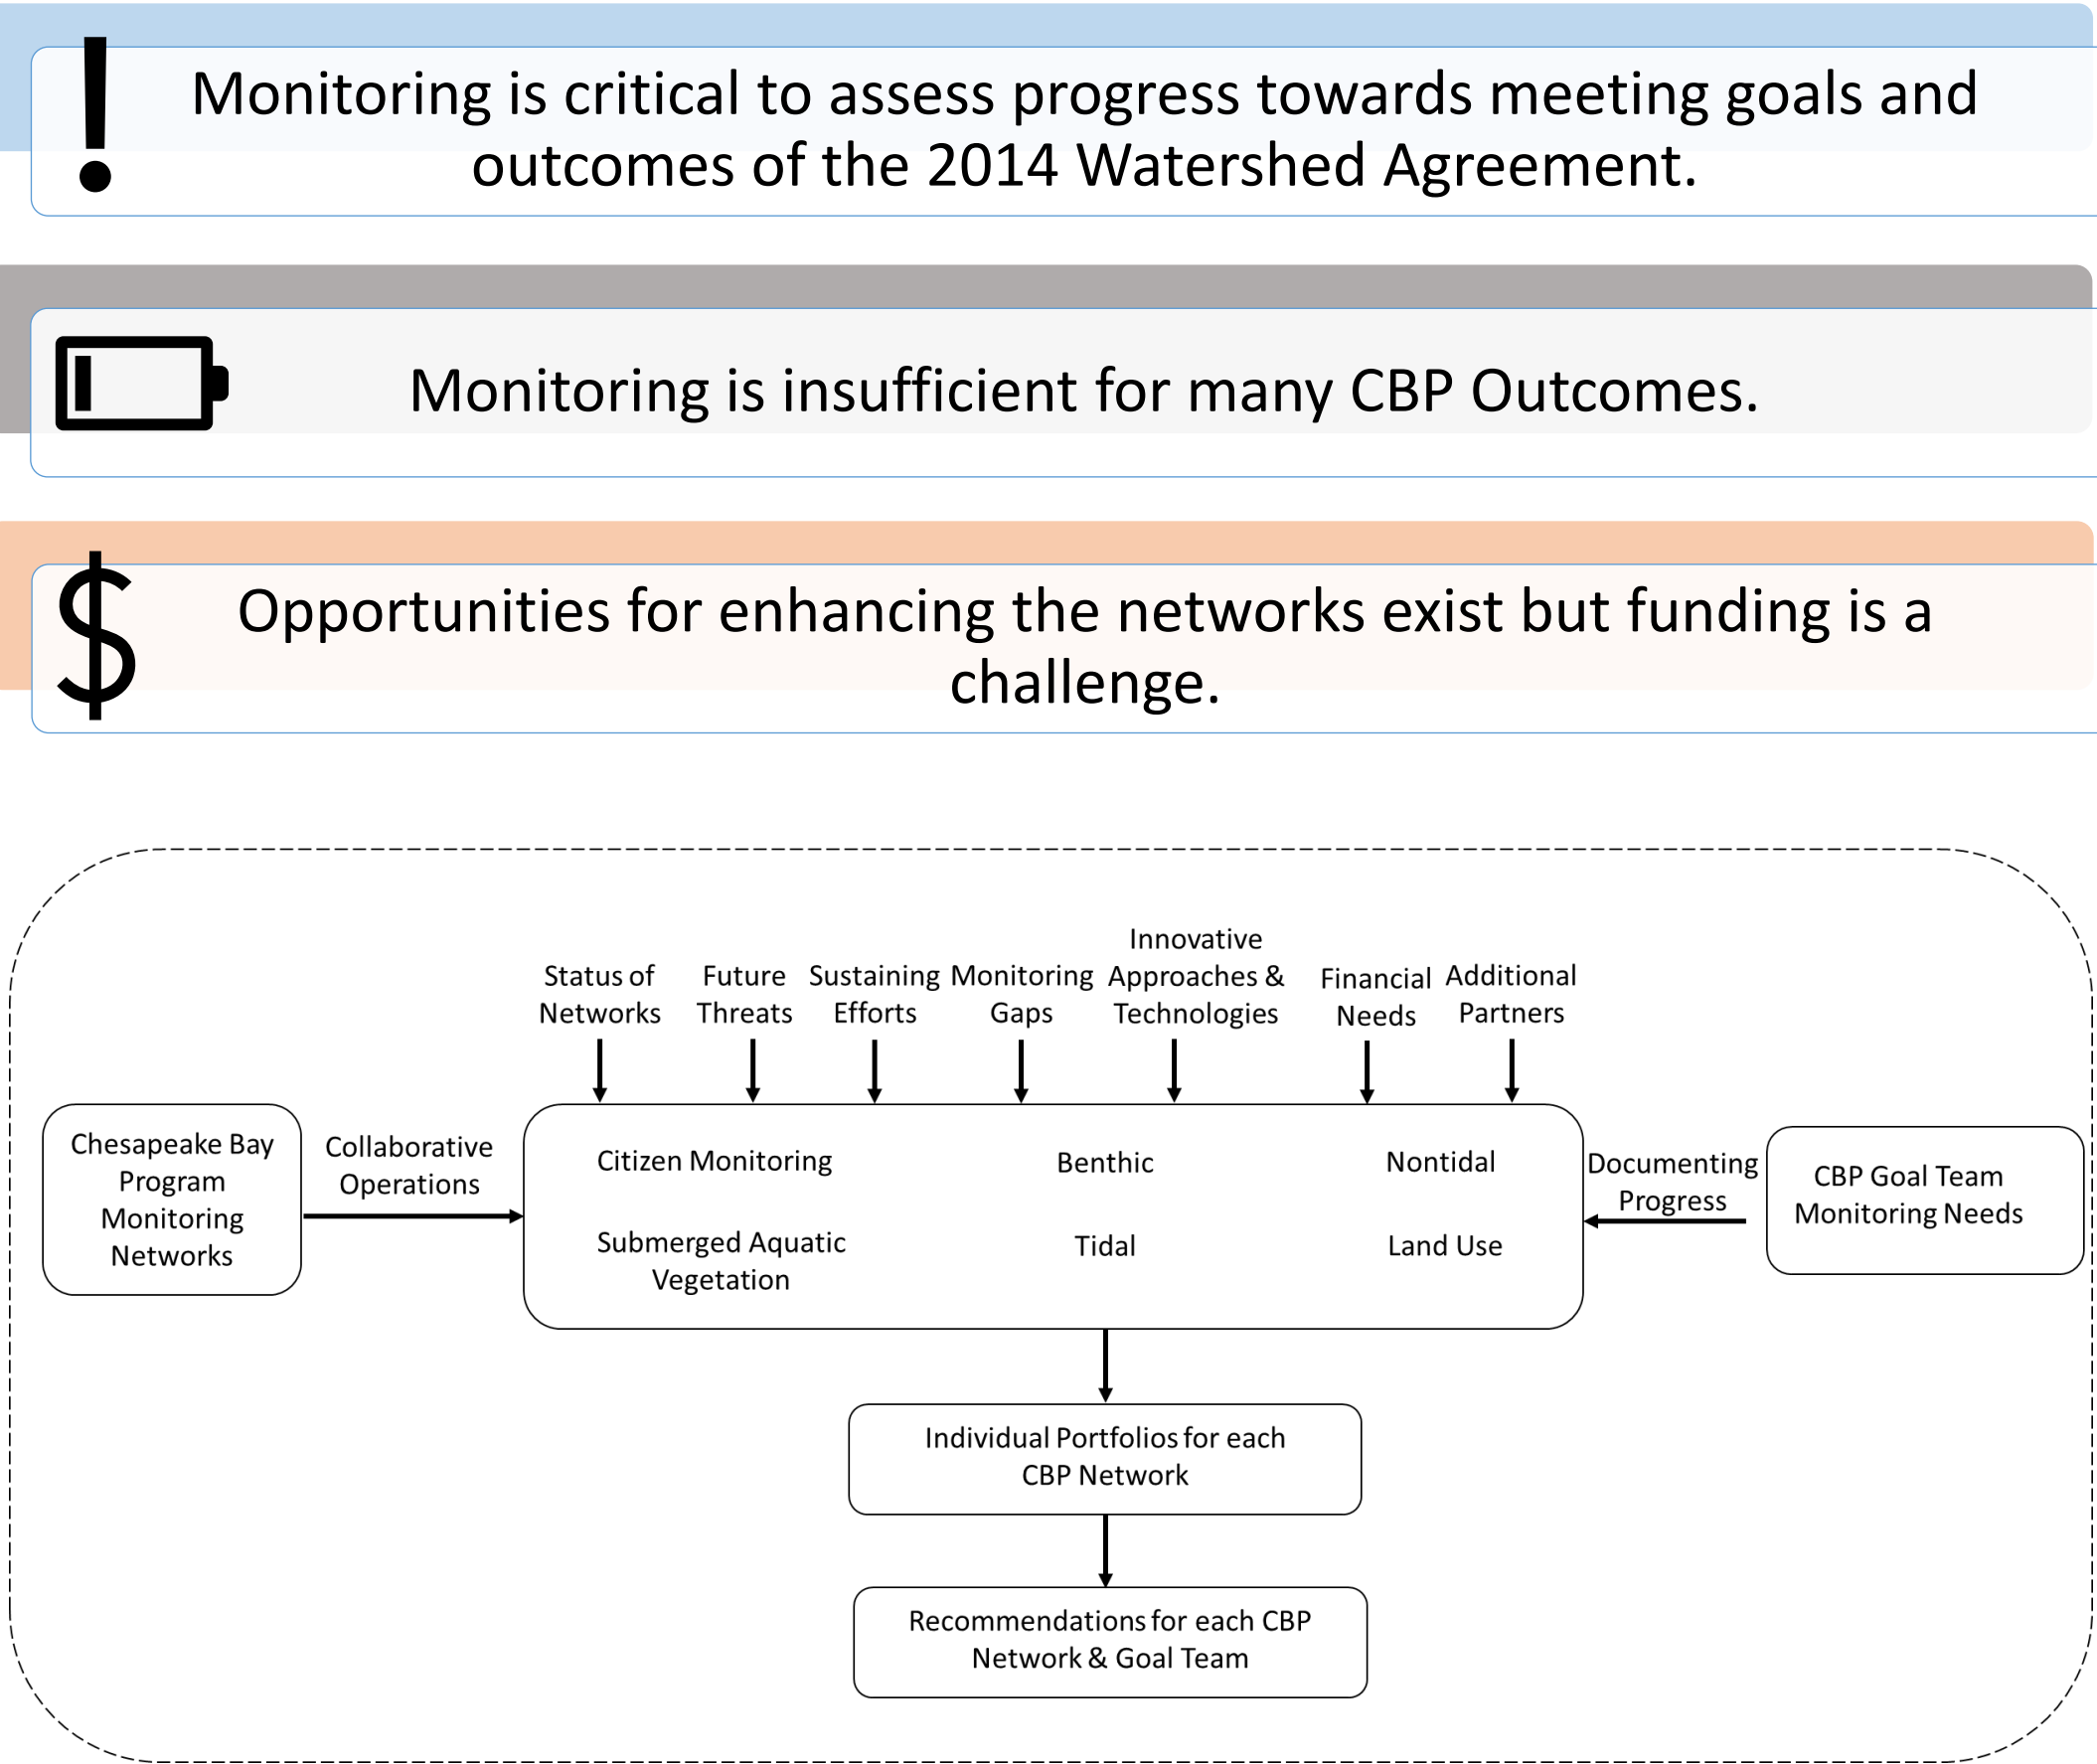 Monitoring is critical to assess progress towards meeting goals and
outcomes of the 2014 Watershed Agreement.
Monitoring is insufficient for many CBP Outcomes.
$
Opportunities for enhancing the networks exist but funding is a
challenge.
Status of
Networks
Future
Threats
Sustaining
Efforts
Monitoring
Gaps
Innovative
Approaches &
Technologies
Financial
Needs
Additional
Partners
Chesapeake Bay
Program
Monitoring
Networks
Collaborative
Operations
Citizen Monitoring
Benthic
Nontidal
Submerged Aquatic
Vegetation
Tidal
Land Use
Documenting
Progress
CBP Goal Team
Monitoring Needs
Individual Portfolios for each
CBP Network
Recommendations for each CBP
Network & Goal Team